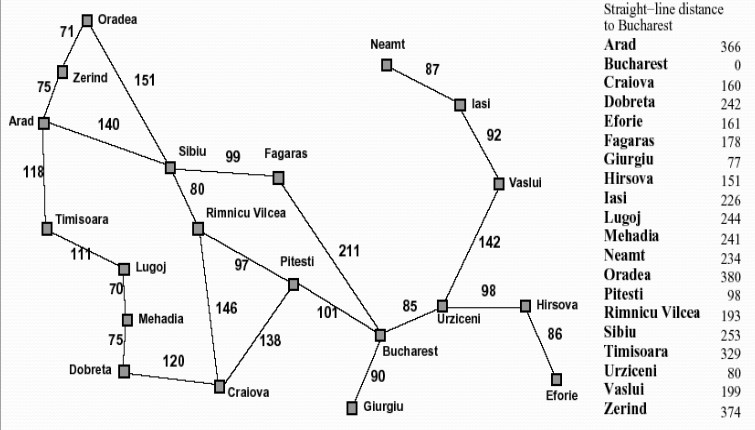 Oradea
71
Neamt
87
Zerind
75
151
Iasi
Arad
140
92
Sibiu
99
Fagaras
118
80
Vaslui
Timisoara
Rimnicu Vilcea
111
Lugoj
97
Pitesti
211
142
70
146
101
85
98
Hirsova
Mehadia
Urziceni
75
138
86
Bucharest
Dobreta
120
90
Craiova
Giurgiu
Eforie
Straight-line distance
to Bucharest
Arad 366
Bucharest 0
Craiova 160
Dobreta 242
Eforie 161
Fagaras 178
Giurgiu 77
Hirsova 151
Iasi 226
Lugoj 244
Mehadia 241
Neamt 234
Oradea 380
Pitesti 98
Rimnicu Vilcea 193
Sibiu 253
Timisoara 329
Urziceni 80
Vaslui 199
Zerind 374